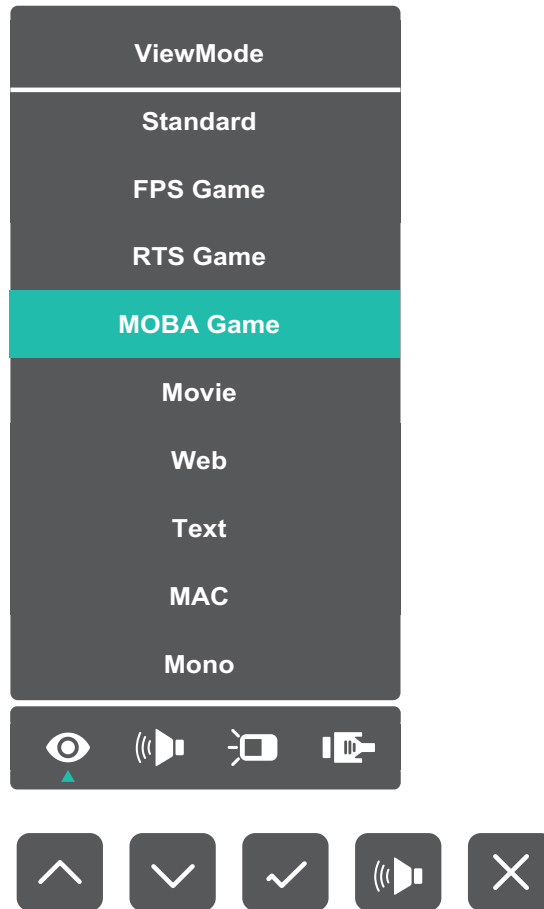 ViewMode
Standard
FPS Game
RTS Game
MOBA Game
Movie
Web
Text
MAC
Mono